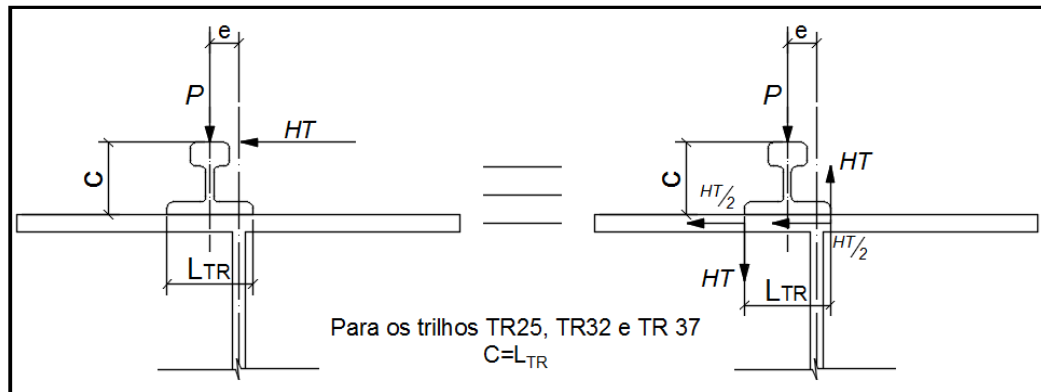 e
P
HT
C
LTR
e
P
HT
C
HT/2
HT/2
HT
LTR
Para os trilhos TR25, TR32 e TR 37
C=LTR